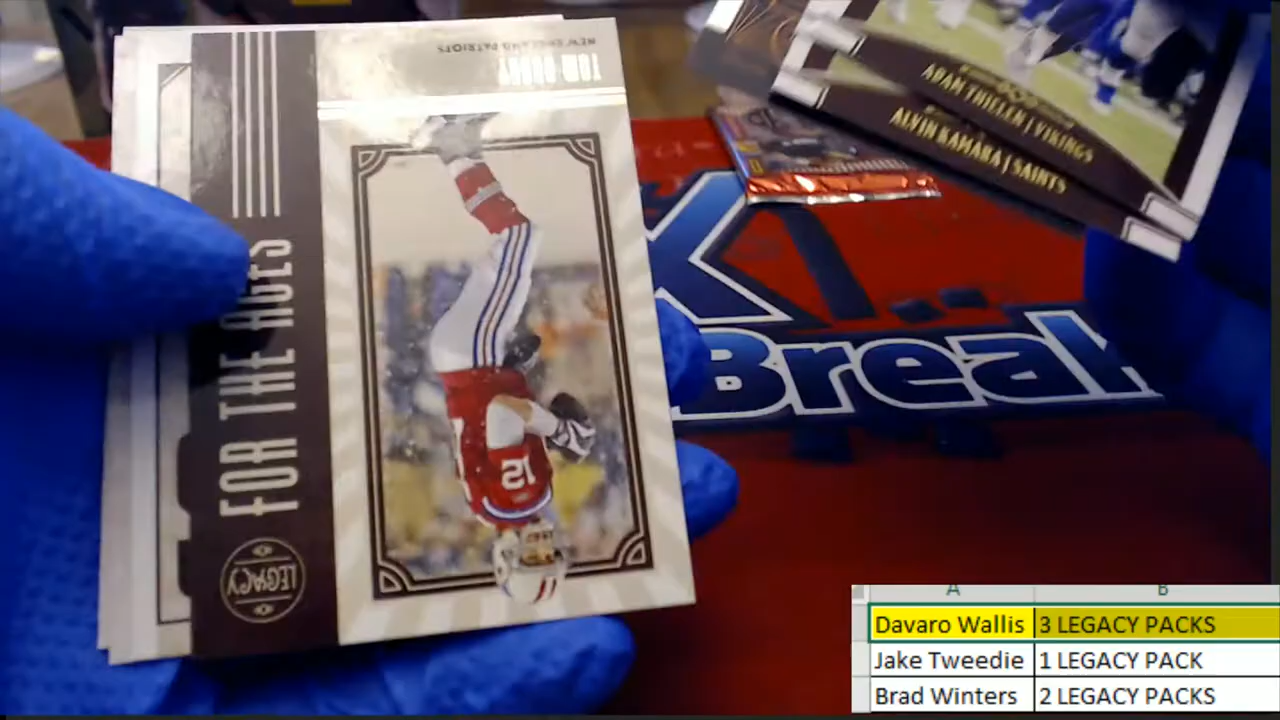 NEW ENGLAND PATRIOTS
TOM BRADY
FOR THE AGES
LEGACY
12
ADAM THIELEN | VIKINGS
ALVIN KAMARA | SAINTS
K
Break
A B
Davaro Wallis 3 LEGACY PACKS
Jake Tweedie 1 LEGACY PACK
Brad Winters 2 LEGACY PACKS